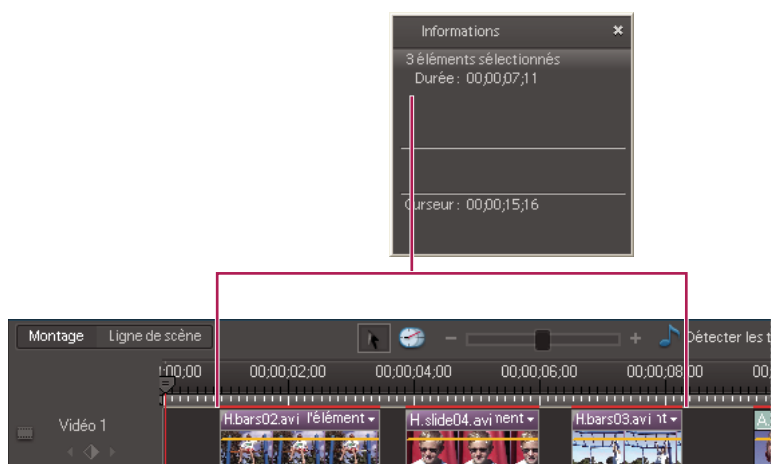 Informations
3 éléments sélectionnés
Durée : 00;00;07;11
Curseur : 00;00;15;16
Montage Ligne de scène Détecter les t
00;00 00;00;02;00 00;00;04;00 00;00;06;00 00;00;08;00 00;
Vidéo 1
H.bars02.avi l'élément H.slide04.avi nent H.bars03.avi nt A.